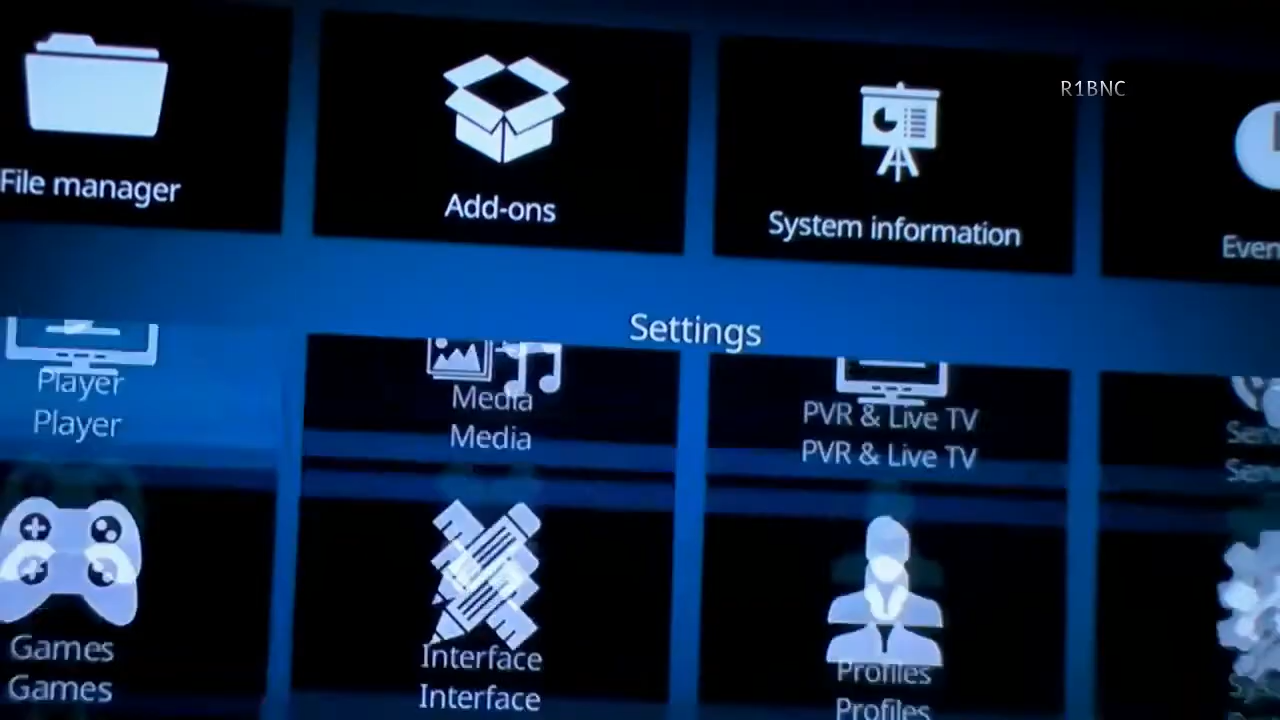 R1BNC
File manager
Add-ons
System information
Even
Settings
Player
Media
PVR & Live TV
Player
Media
PVR & Live TV
Games
Interface
Profiles
Games
Interface
Profiles